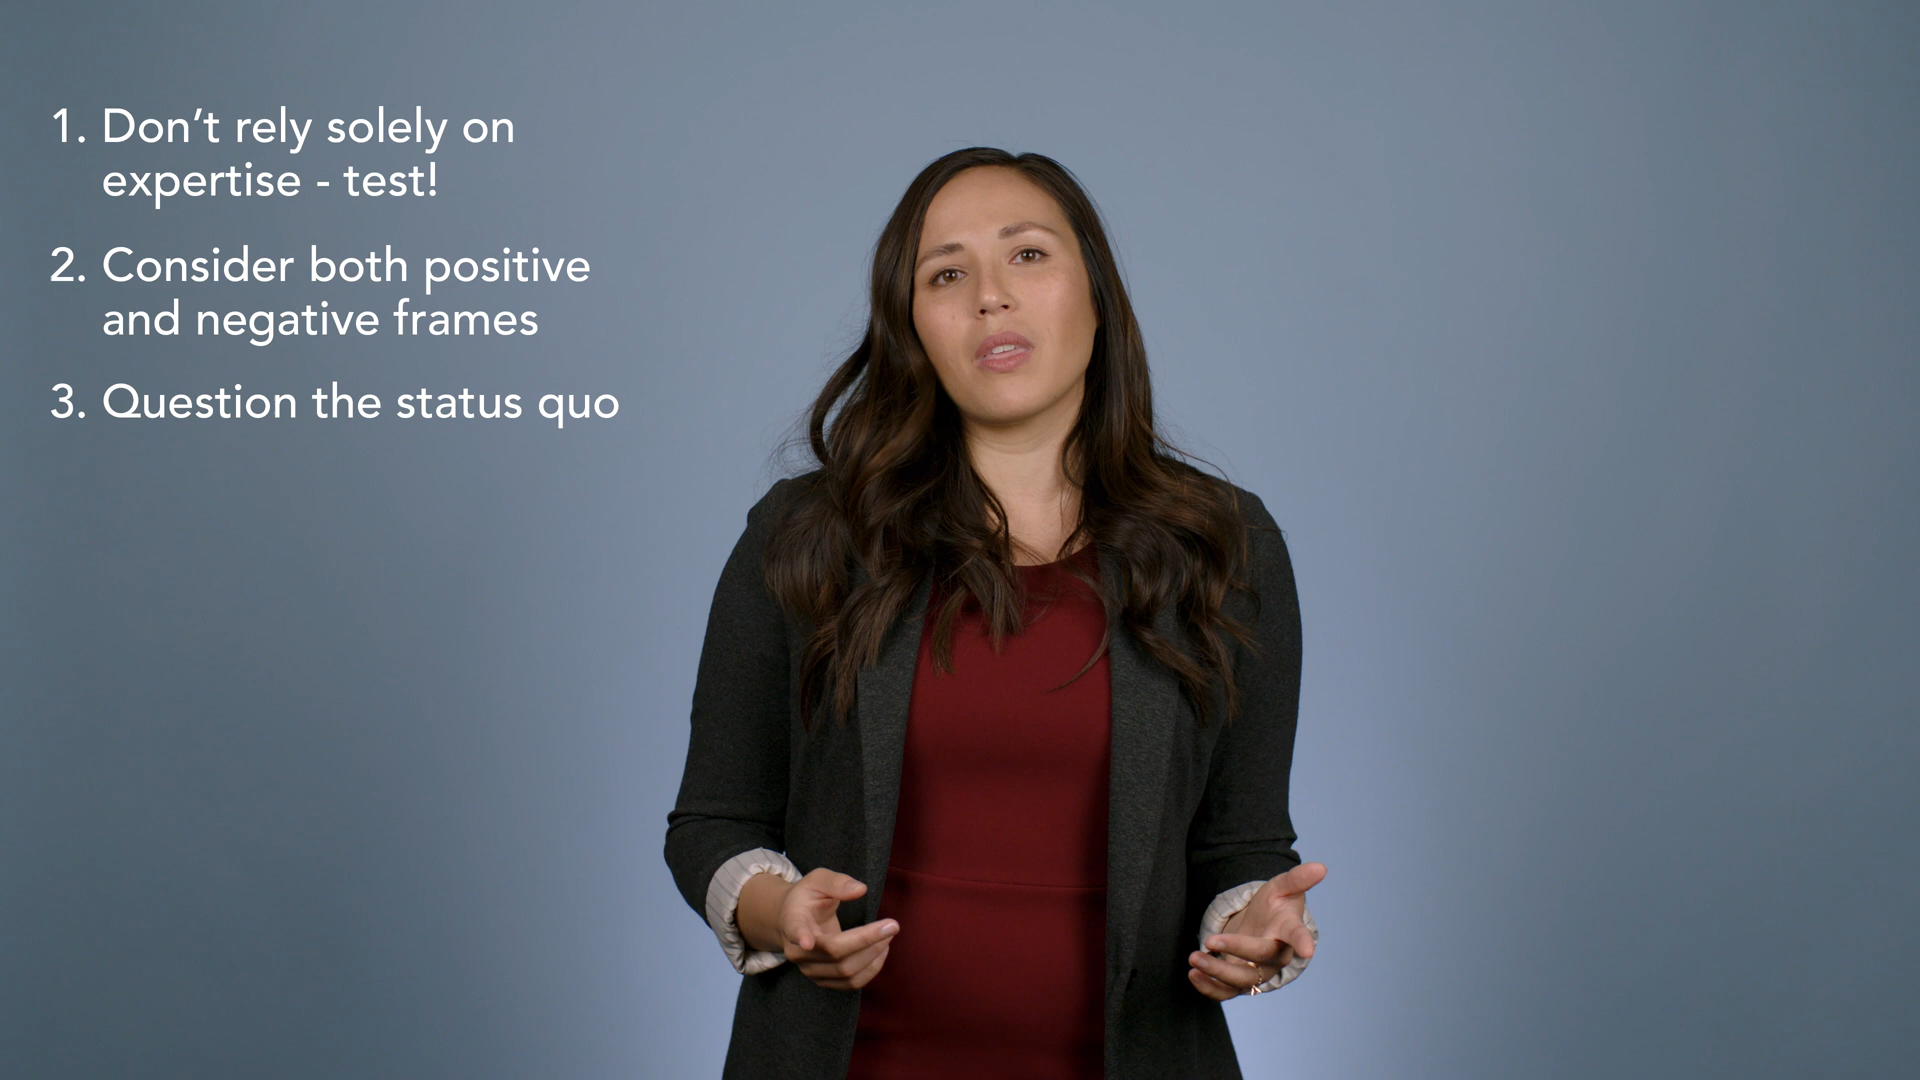 1. Don’t rely solely on
expertise - test!
2. Consider both positive
and negative frames
3. Question the status quo